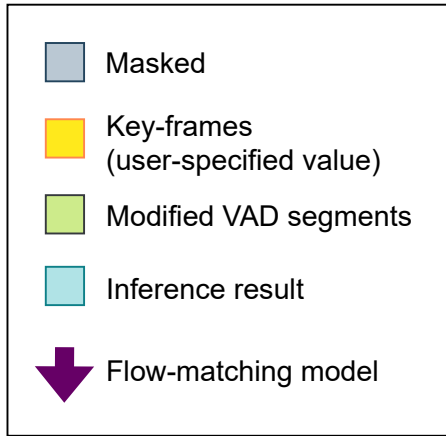 Masked
Key-frames
(user-specified value)
Modified VAD segments
Inference result
Flow-matching model